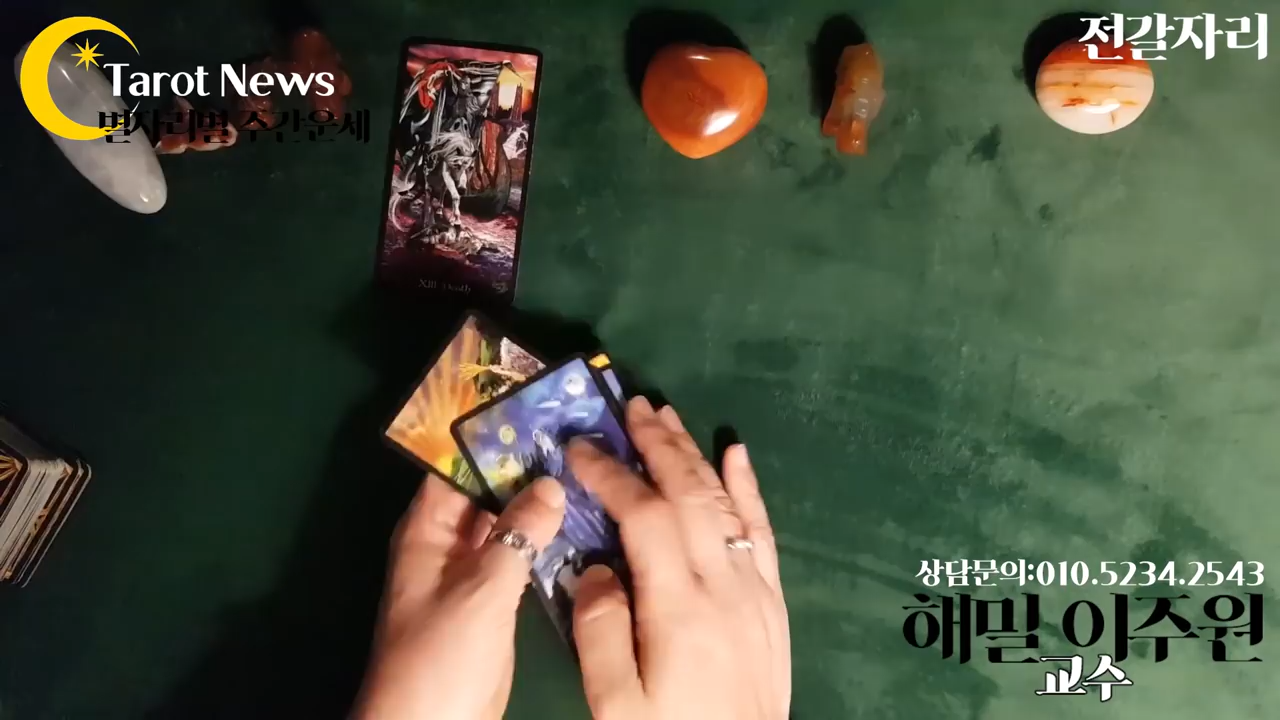 전갈자리
Tarot News
별자리별 주간운세
XIII Death
상담문의:010.5234.2543
해밀 이주원
교수